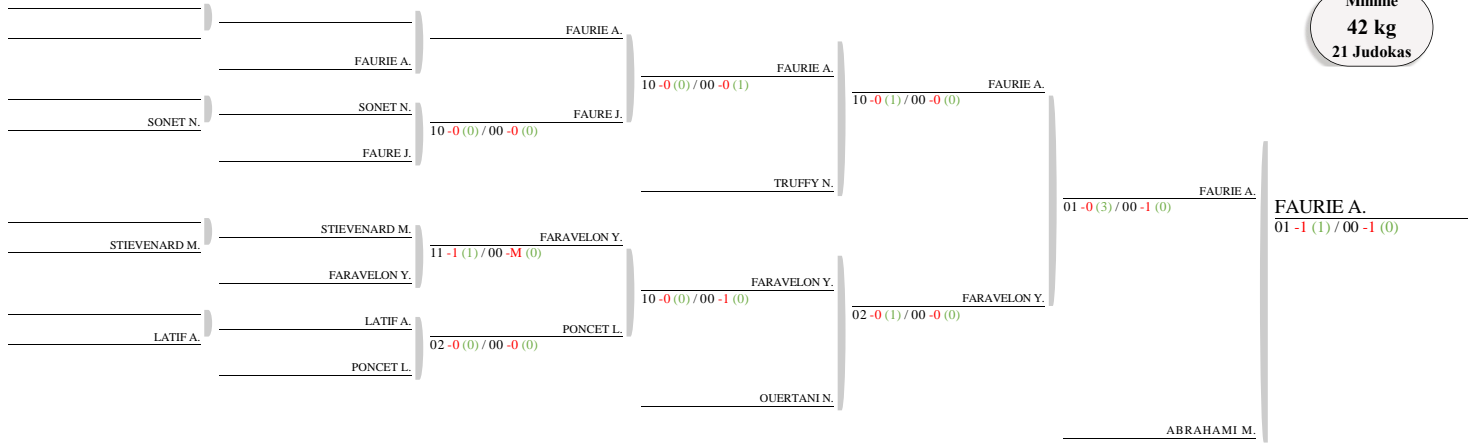 Minime
42 kg
21 Judokas
FAURIE A.
FAURIE A.
FAURIE A.
10 -0 (0) / 00 -0 (1)
FAURIE A.
10 -0 (1) / 00 -0 (0)
SONET N.
SONET N.
FAURE J.
10 -0 (0) / 00 -0 (0)
FAURE J.
TRUFFY N.
FAURIE A.
01 -0 (3) / 00 -1 (0)
FAURIE A.
01 -1 (1) / 00 -1 (0)
STIEVENARD M.
STIEVENARD M.
FARAVELON Y.
11 -1 (1) / 00 -M (0)
FARAVELON Y.
FARAVELON Y.
10 -0 (0) / 00 -1 (0)
FARAVELON Y.
02 -0 (1) / 00 -0 (0)
LATIF A.
LATIF A.
PONCET L.
02 -0 (0) / 00 -0 (0)
PONCET L.
OUERTANI N.
ABRAHAMI M.